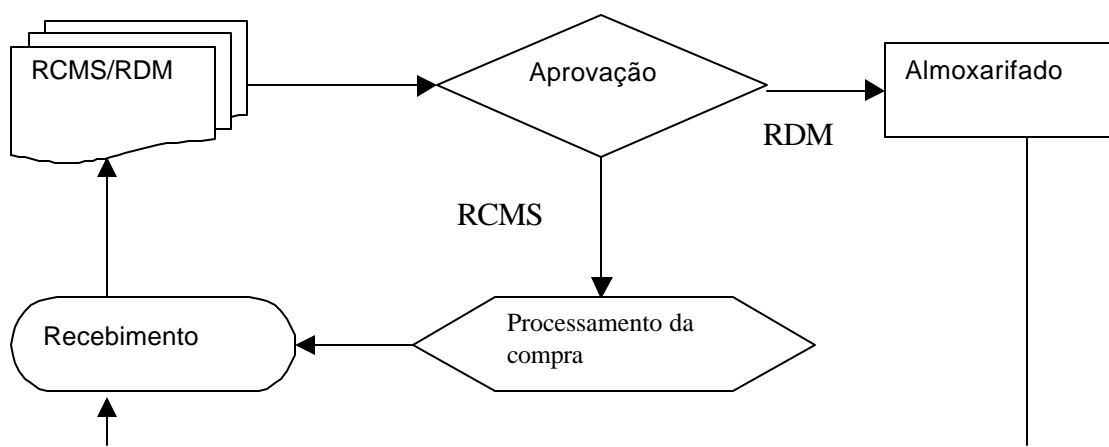 RCMS/RDM
Aprovação
Almoxarifado
RDM
RCMS
Recebimento
Processamento da
compra